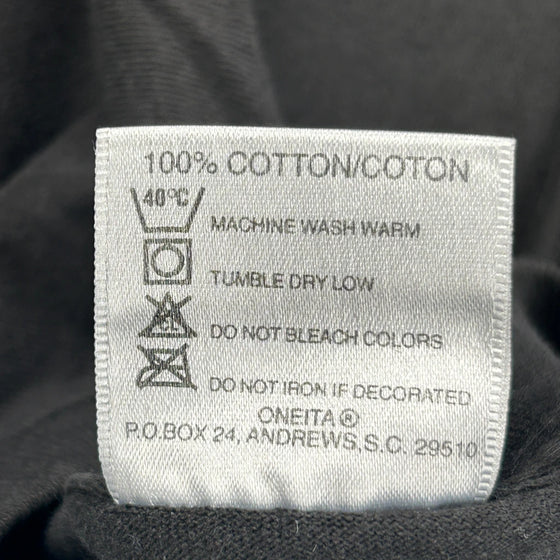 100% COTTON/COTON
40°C MACHINE WASH WARM
TUMBLE DRY LOW
DO NOT BLEACH COLORS
DO NOT IRON IF DECORATED
ONEITA ®
P.O.BOX 24, ANDREWS,S.C. 29510